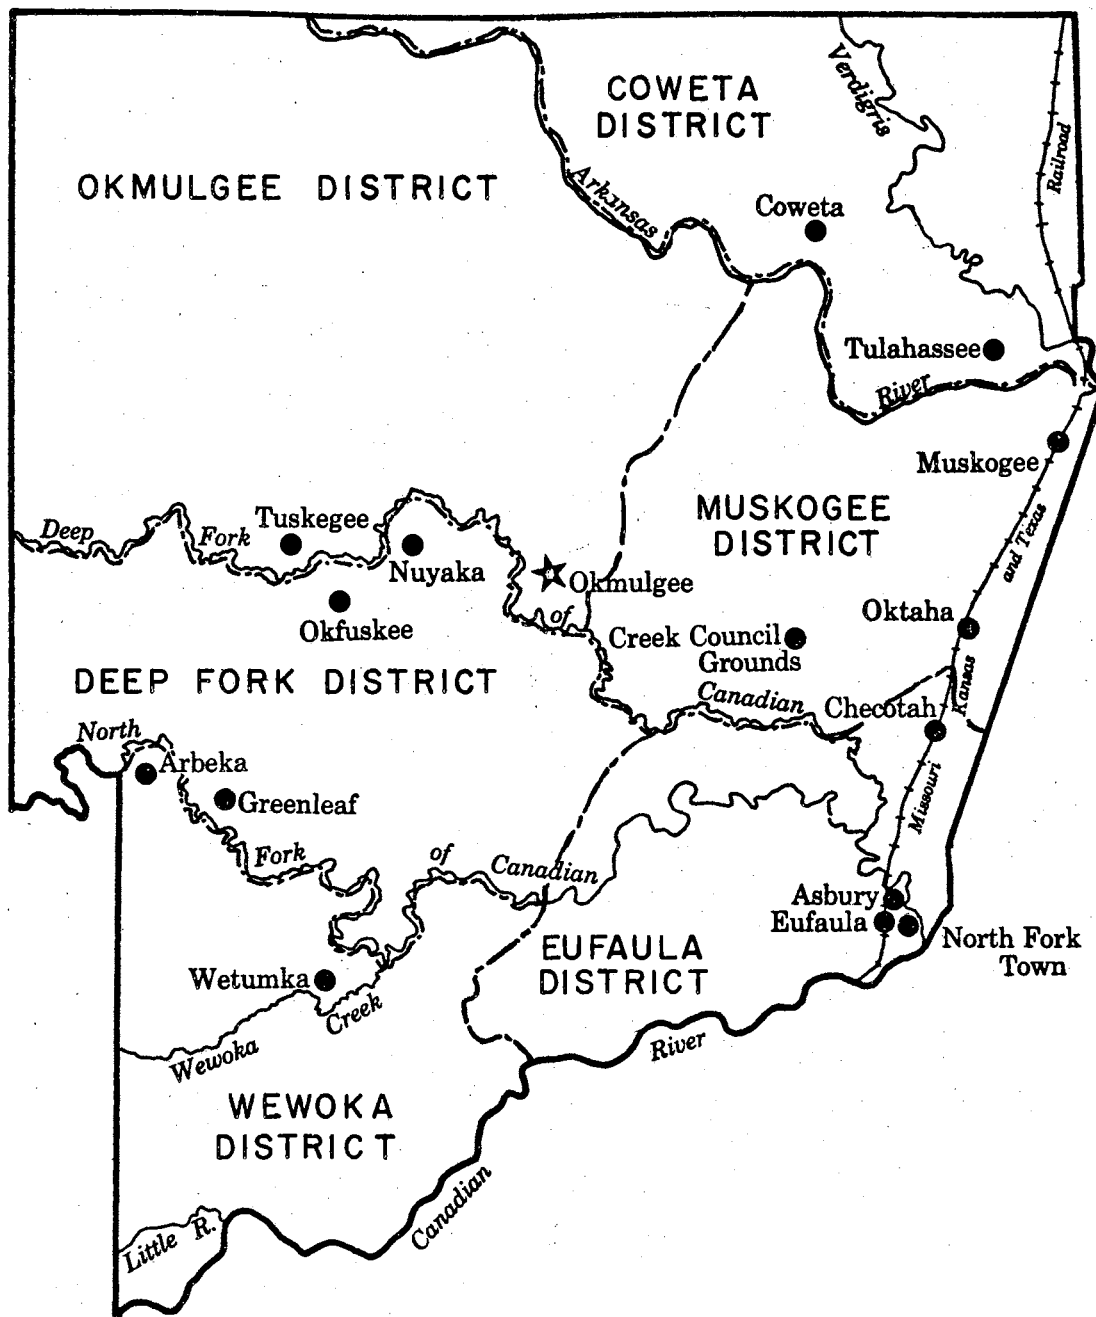 COWETA
DISTRICT
Verdigris
Railroad
OKMULGEE DISTRICT
Arkansas
Coweta
Tulahassee
River
Muskogee
MUSKOGEE
DISTRICT
and Texas
Deep
Fork
Tuskegee
Nuyaka
Okmulgee
of
Okfuskee
Oktaha
Creek Council
Grounds
DEEP FORK DISTRICT
Canadian
Kansas
Checotah
North
Arbeka
Greenleaf
Missouri
Fork
of
Canadian
Asbury
Eufaula
North Fork
Town
EUFAULA
DISTRICT
Wetumka
Creek
Wewoka
River
WEWOKA
DISTRICT
Canadian
Little R.